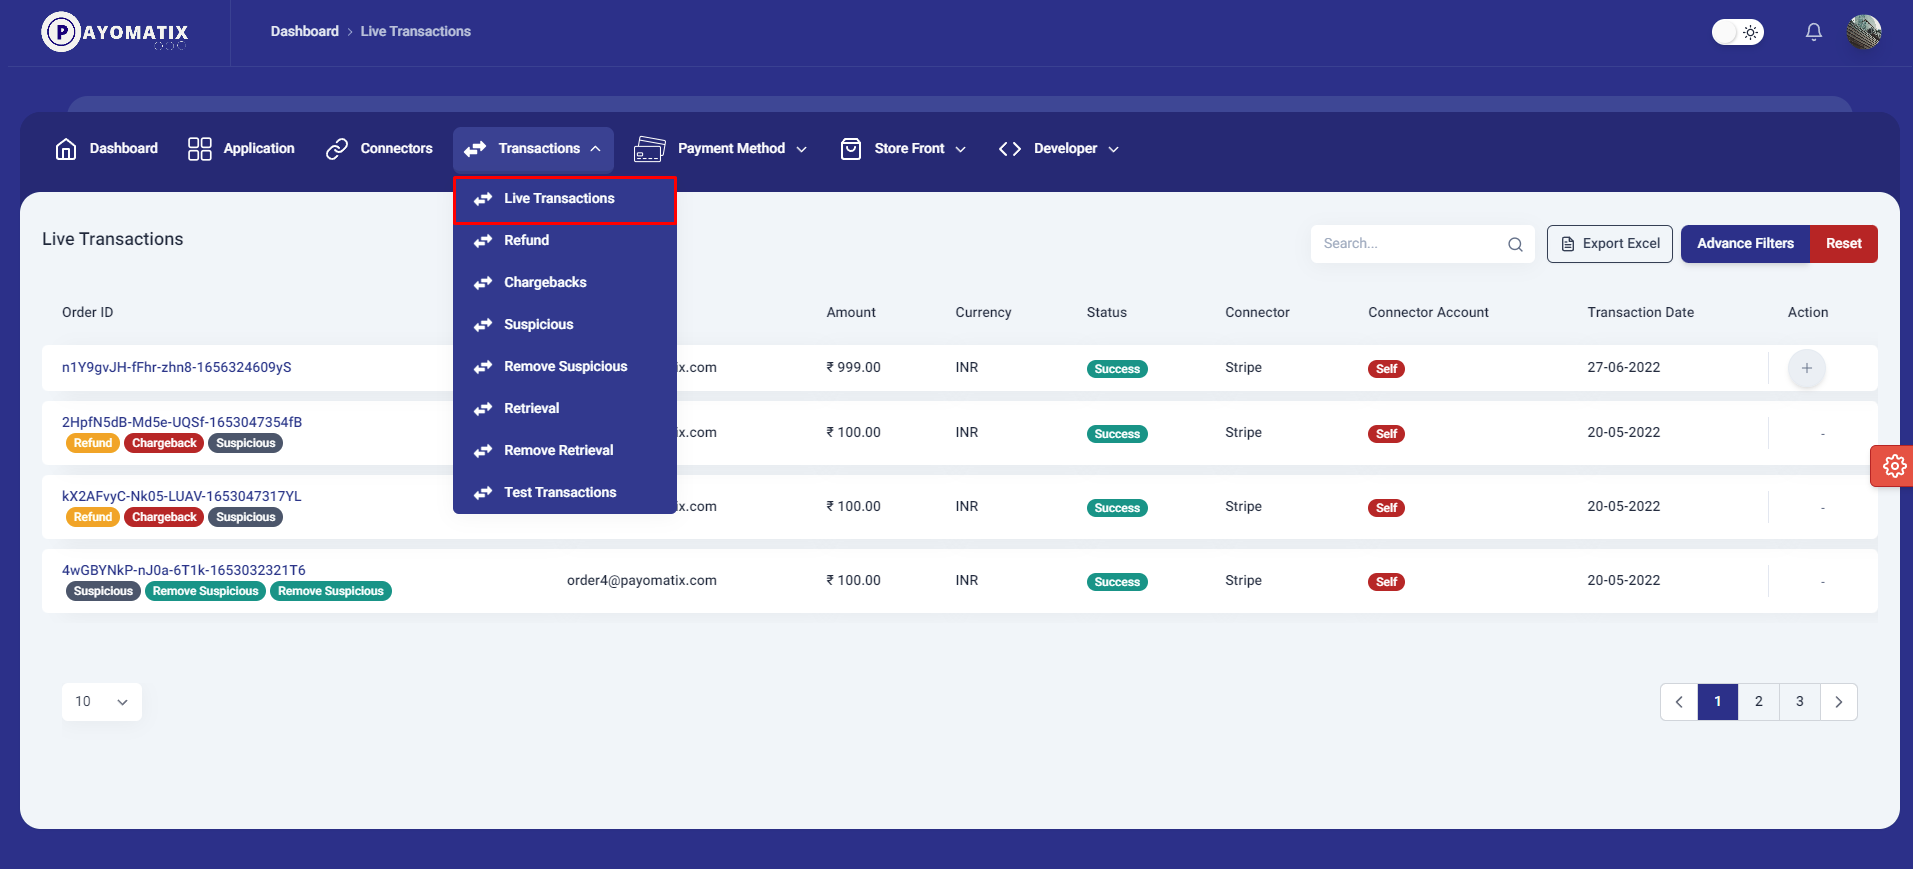 PAYOMATIX
Dashboard > Live Transactions
Dashboard
Application
Connectors
Transactions
Payment Method
Store Front
Developer
Live Transactions
Refund
Chargebacks
Suspicious
Remove Suspicious
Retrieval
Remove Retrieval
Test Transactions
Live Transactions
Search...
Export Excel
Advance Filters
Reset
Order ID Amount Currency Status Connector Connector Account Transaction Date Action
n1Y9gvJH-fFhr-zhn8-1656324609yS ix.com ₹ 999.00 INR Success Stripe Self 27-06-2022 +
2HpfN5dB-Md5e-UQSf-1653047354fB ix.com ₹ 100.00 INR Success Stripe Self 20-05-2022 -
Refund Chargeback Suspicious
kX2AFvyC-Nk05-LUAV-1653047317YL ix.com ₹ 100.00 INR Success Stripe Self 20-05-2022 -
Refund Chargeback Suspicious
4wGBYNkP-nJ0a-6T1k-1653032321T6 order4@payomatix.com ₹ 100.00 INR Success Stripe Self 20-05-2022 -
Suspicious Remove Suspicious Remove Suspicious
10
1 2 3